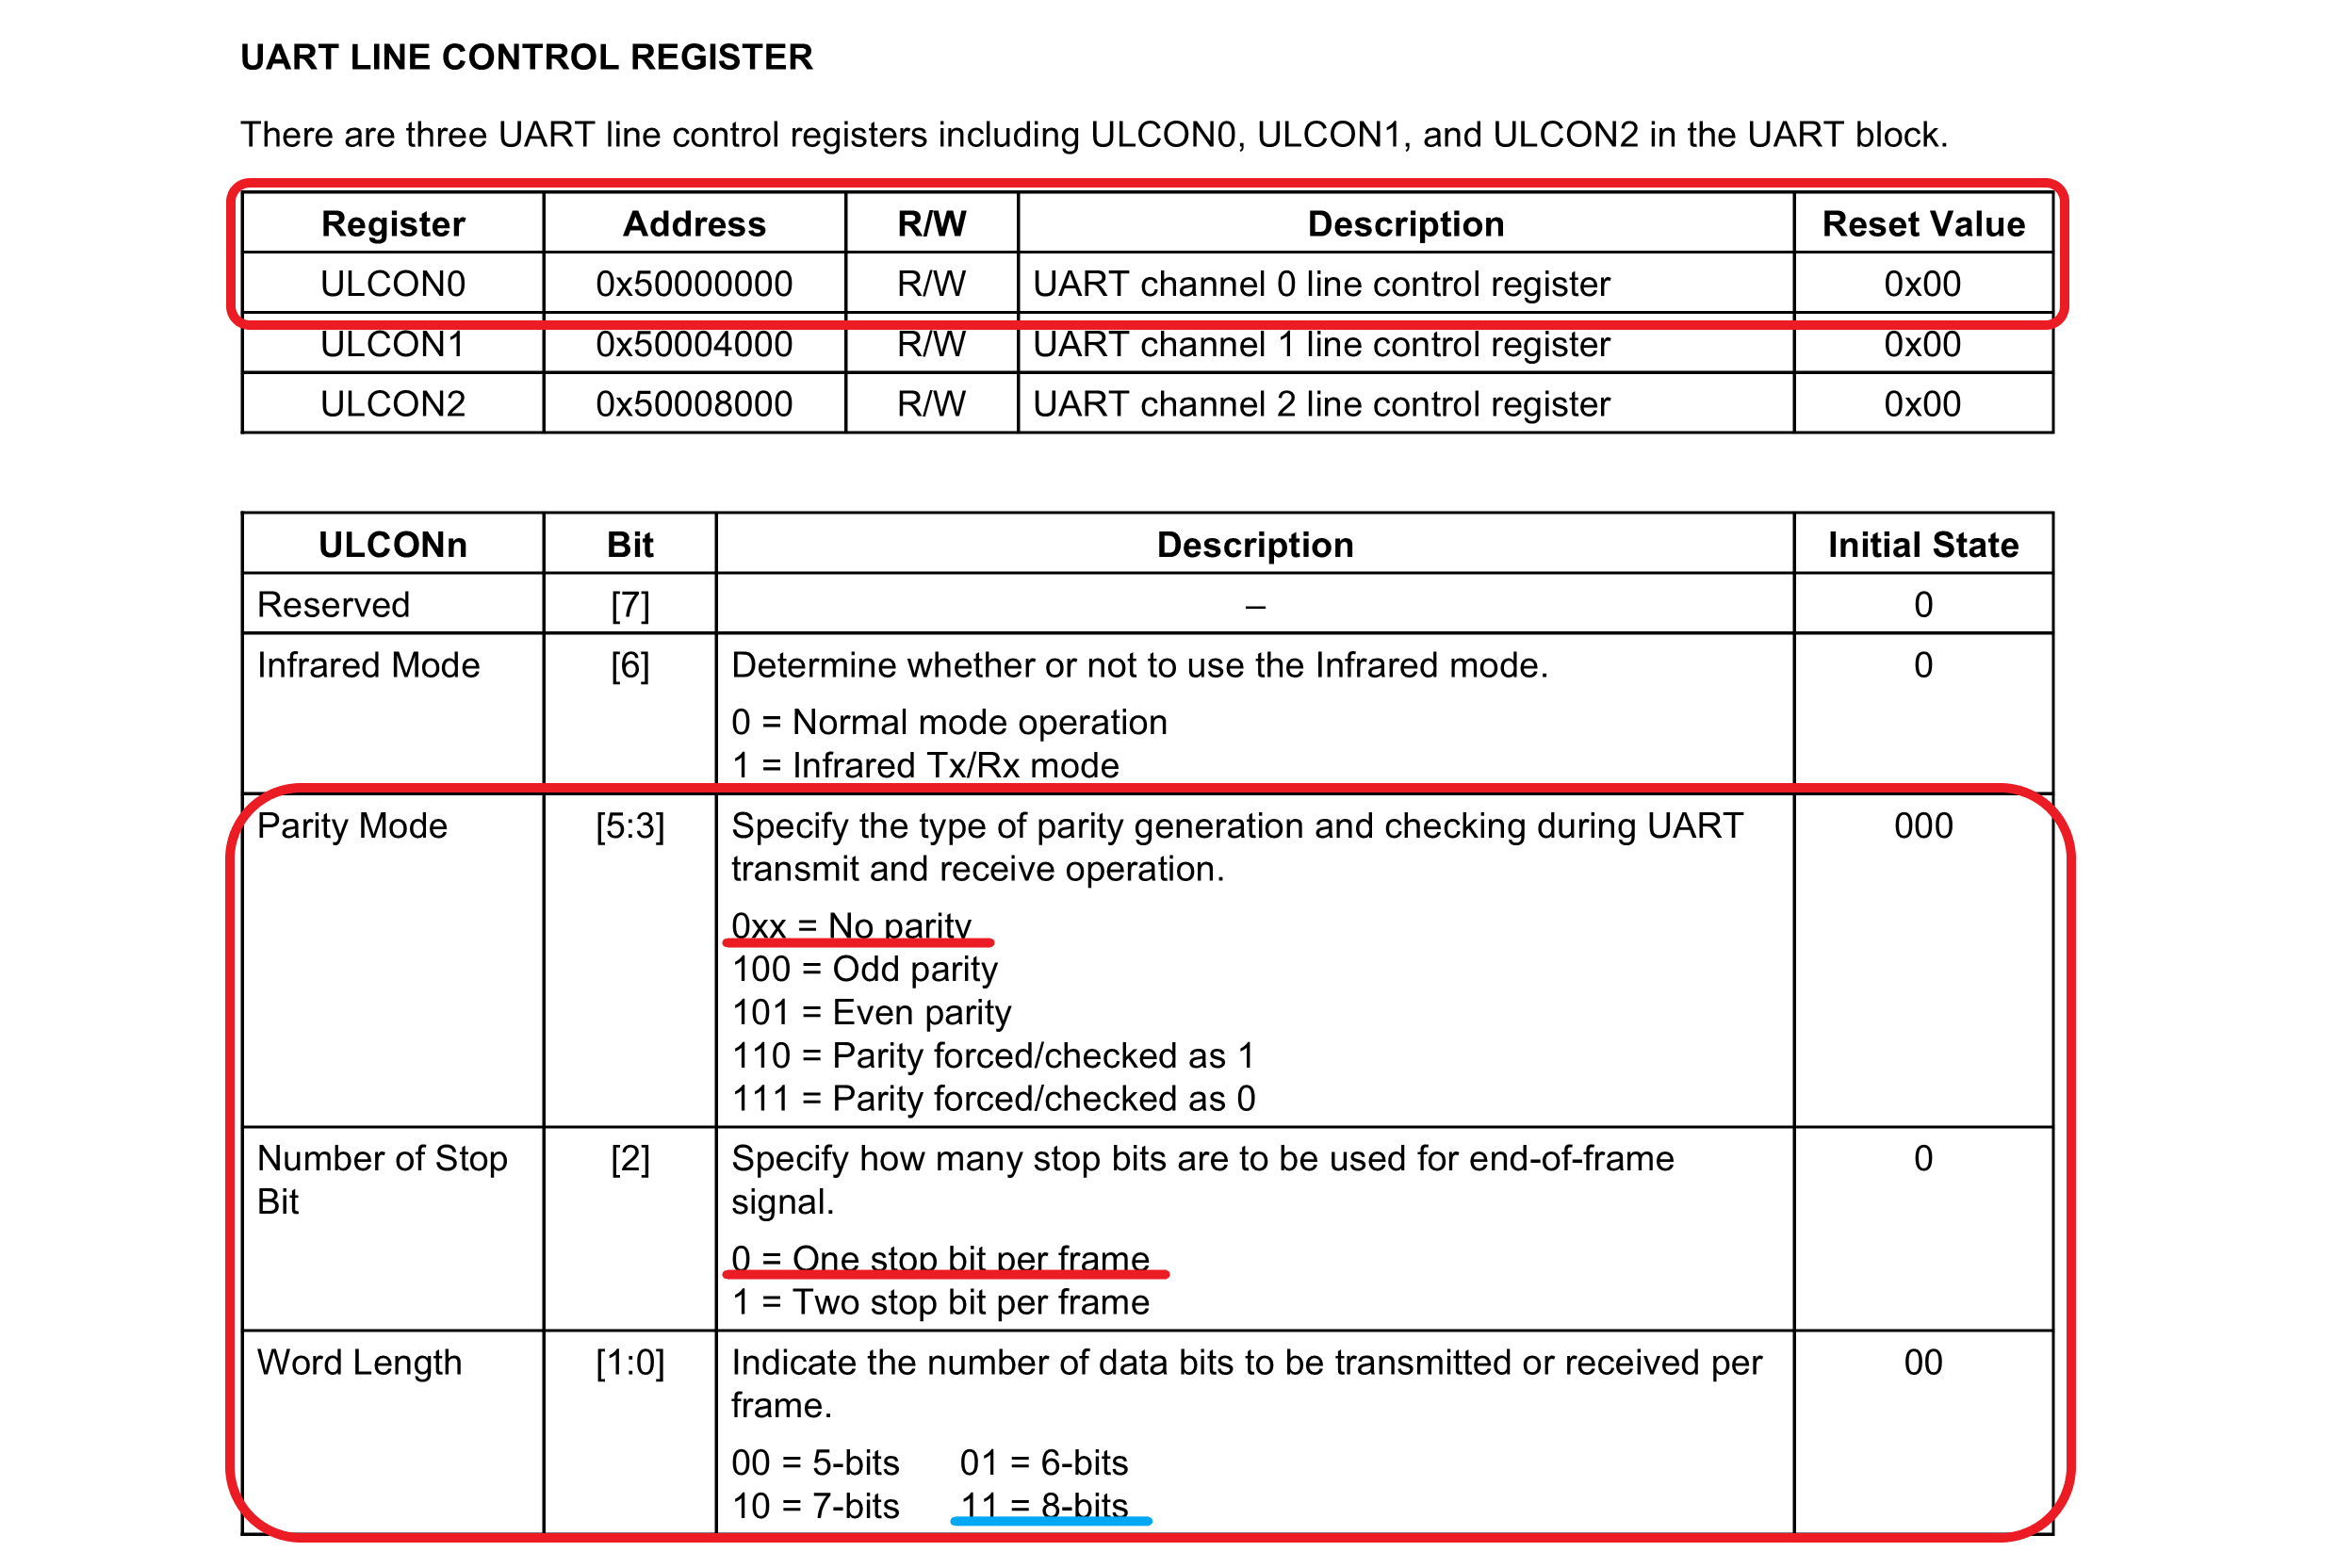 UART LINE CONTROL REGISTER
There are three UART line control registers including ULCON0, ULCON1, and ULCON2 in the UART block.
Register Address R/W Description Reset Value
ULCON0 0x50000000 R/W UART channel 0 line control register 0x00
ULCON1 0x50004000 R/W UART channel 1 line control register 0x00
ULCON2 0x50008000 R/W UART channel 2 line control register 0x00
ULCONn Bit Description Initial State
Reserved [7] – 0
Infrared Mode [6] Determine whether or not to use the Infrared mode. 0
0 = Normal mode operation
1 = Infrared Tx/Rx mode
Parity Mode [5:3] Specify the type of parity generation and checking during UART 000
transmit and receive operation.
0xx = No parity
100 = Odd parity
101 = Even parity
110 = Parity forced/checked as 1
111 = Parity forced/checked as 0
Number of Stop [2] Specify how many stop bits are to be used for end-of-frame 0
Bit signal.
0 = One stop bit per frame
1 = Two stop bit per frame
Word Length [1:0] Indicate the number of data bits to be transmitted or received per 00
frame.
00 = 5-bits 01 = 6-bits
10 = 7-bits 11 = 8-bits